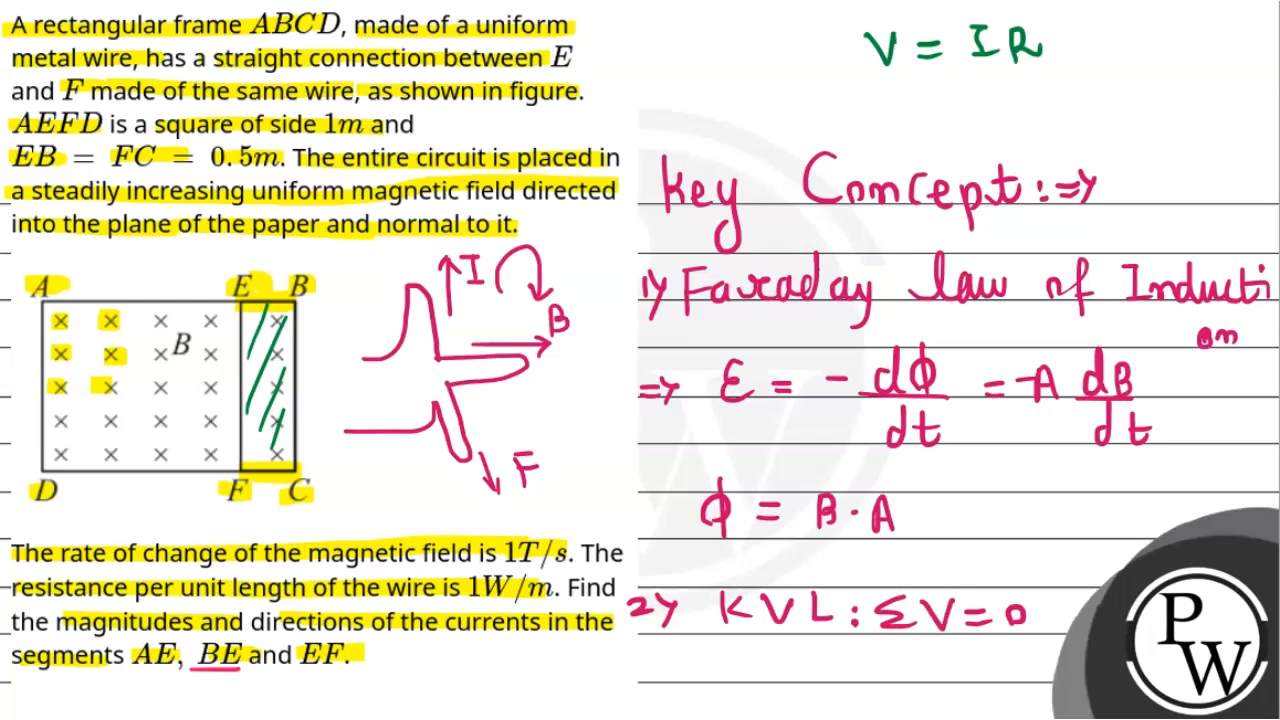 A rectangular frame ABCD, made of a uniform
metal wire, has a straight connection between E
and F made of the same wire, as shown in figure.
AEFD is a square of side 1m and
EB = FC = 0.5m. The entire circuit is placed in
a steadily increasing uniform magnetic field directed
into the plane of the paper and normal to it.
A E B
× × × × ×
× × × B ×
× × × × ×
× × × × ×
× × × × ×
D F C
I
B
F
The rate of change of the magnetic field is 1T/s. The
resistance per unit length of the wire is 1W/m. Find
the magnitudes and directions of the currents in the
segments AE, BE and EF.
V = IR
Key Concept :⇒
1) Faraday law of Inducti
on
⇒ ε = - dϕ/dt = -A dB/dt
ϕ = B · A
2) KVL : ΣV = 0
P
W